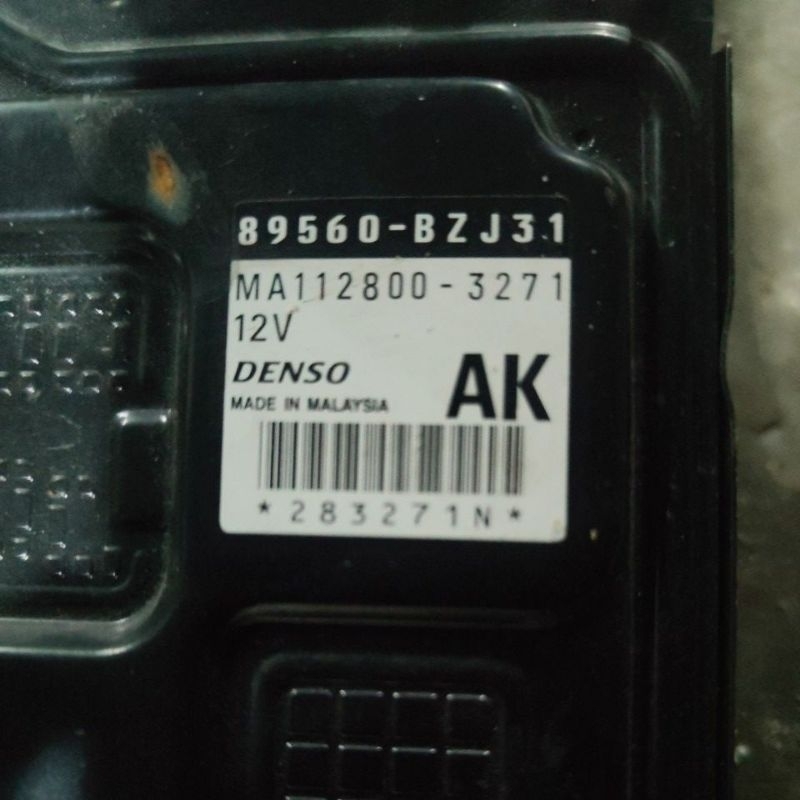 89560-BZJ31
MA112800-3271
12V
DENSO
AK
MADE IN MALAYSIA
*283271N*